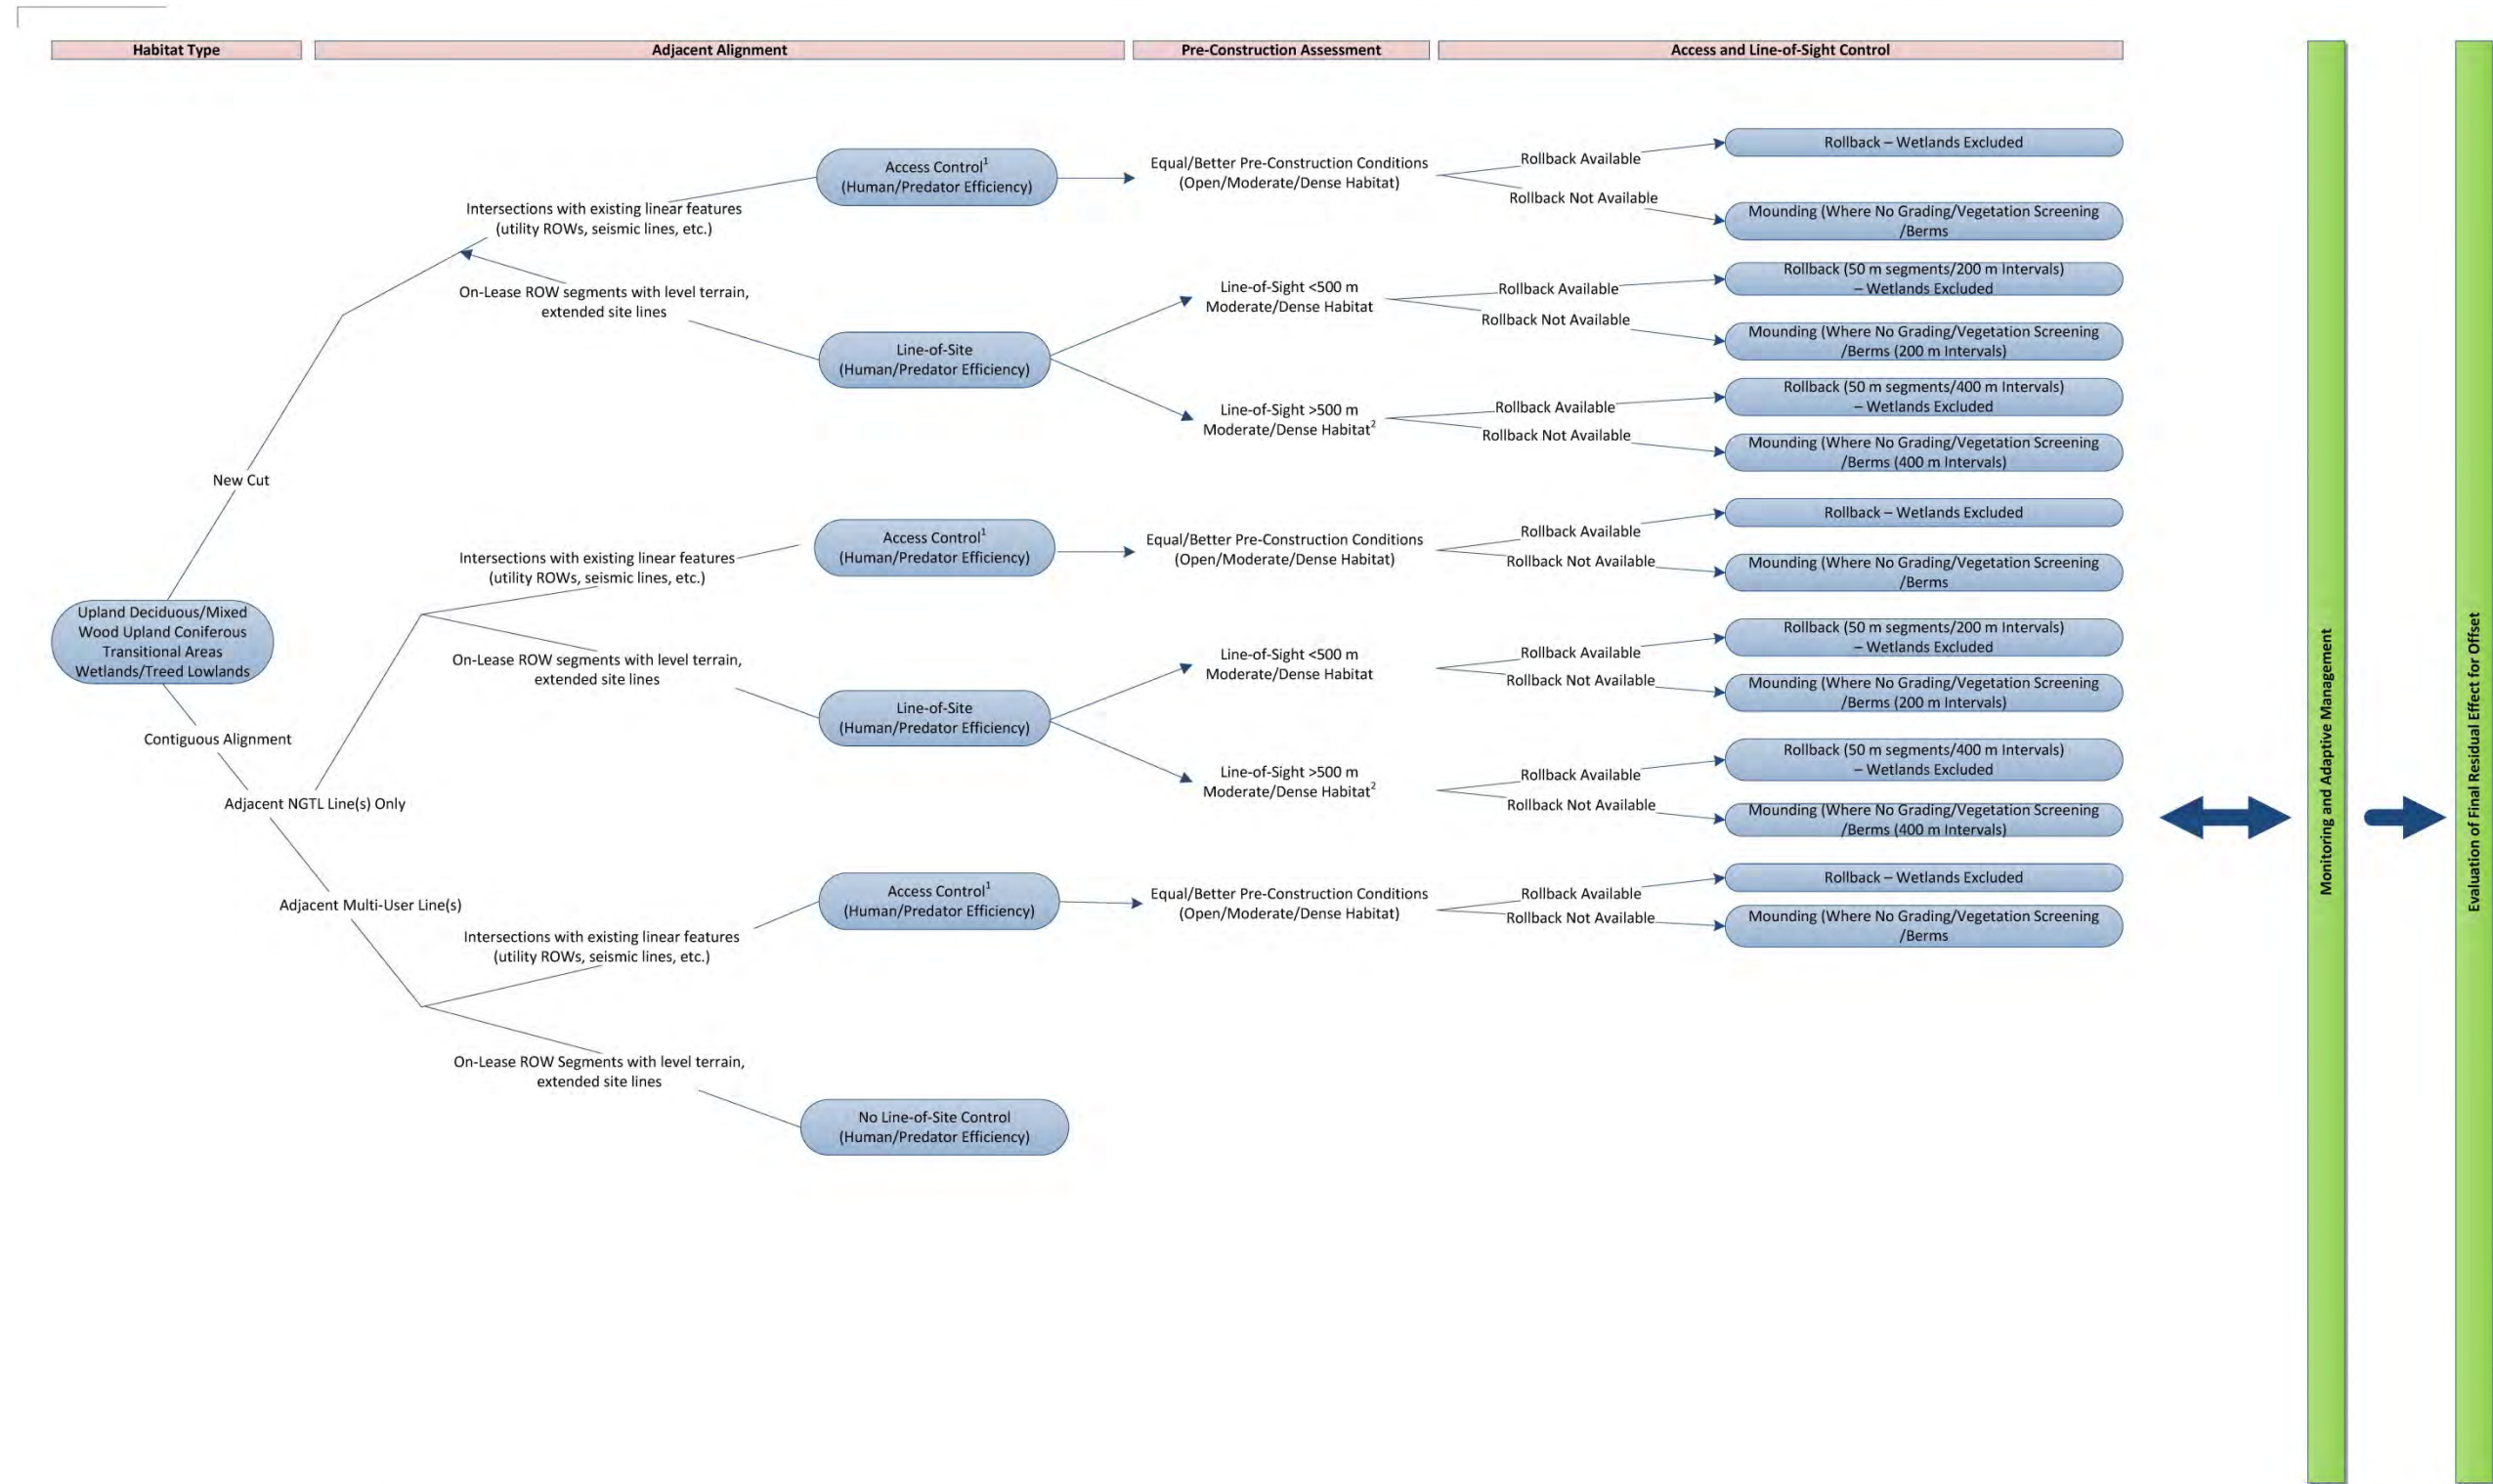 Habitat Type
Adjacent Alignment
Pre-Construction Assessment
Access and Line-of-Sight Control
Upland Deciduous/Mixed
Wood Upland Coniferous
Transitional Areas
Wetlands/Treed Lowlands
New Cut
Intersections with existing linear features
(utility ROWs, seismic lines, etc.)
Access Control¹
(Human/Predator Efficiency)
Equal/Better Pre-Construction Conditions
(Open/Moderate/Dense Habitat)
Rollback Available
Rollback – Wetlands Excluded
Rollback Not Available
Mounding (Where No Grading/Vegetation Screening
/Berms
On-Lease ROW segments with level terrain,
extended site lines
Line-of-Site
(Human/Predator Efficiency)
Line-of-Sight <500 m
Moderate/Dense Habitat
Rollback Available
Rollback (50 m segments/200 m Intervals)
– Wetlands Excluded
Rollback Not Available
Mounding (Where No Grading/Vegetation Screening
/Berms (200 m Intervals)
Line-of-Sight >500 m
Moderate/Dense Habitat²
Rollback Available
Rollback (50 m segments/400 m Intervals)
– Wetlands Excluded
Rollback Not Available
Mounding (Where No Grading/Vegetation Screening
/Berms (400 m Intervals)
Contiguous Alignment
Adjacent NGTL Line(s) Only
Intersections with existing linear features
(utility ROWs, seismic lines, etc.)
Access Control¹
(Human/Predator Efficiency)
Equal/Better Pre-Construction Conditions
(Open/Moderate/Dense Habitat)
Rollback Available
Rollback – Wetlands Excluded
Rollback Not Available
Mounding (Where No Grading/Vegetation Screening
/Berms
On-Lease ROW segments with level terrain,
extended site lines
Line-of-Site
(Human/Predator Efficiency)
Line-of-Sight <500 m
Moderate/Dense Habitat
Rollback Available
Rollback (50 m segments/200 m Intervals)
– Wetlands Excluded
Rollback Not Available
Mounding (Where No Grading/Vegetation Screening
/Berms (200 m Intervals)
Line-of-Sight >500 m
Moderate/Dense Habitat²
Rollback Available
Rollback (50 m segments/400 m Intervals)
– Wetlands Excluded
Rollback Not Available
Mounding (Where No Grading/Vegetation Screening
/Berms (400 m Intervals)
Adjacent Multi-User Line(s)
Intersections with existing linear features
(utility ROWs, seismic lines, etc.)
Access Control¹
(Human/Predator Efficiency)
Equal/Better Pre-Construction Conditions
(Open/Moderate/Dense Habitat)
Rollback Available
Rollback – Wetlands Excluded
Rollback Not Available
Mounding (Where No Grading/Vegetation Screening
/Berms
On-Lease ROW Segments with level terrain,
extended site lines
No Line-of-Site Control
(Human/Predator Efficiency)
Monitoring and Adaptive Management
Evaluation of Final Residual Effect for Offset